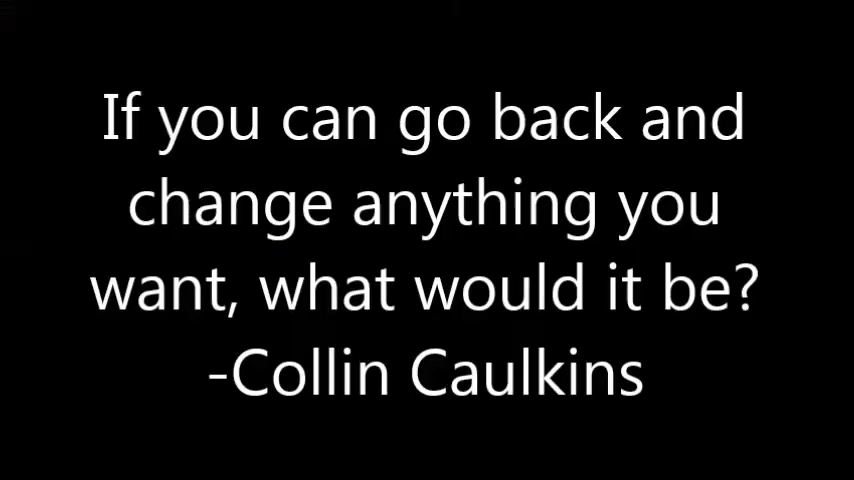 If you can go back and
change anything you
want, what would it be?
-Collin Caulkins